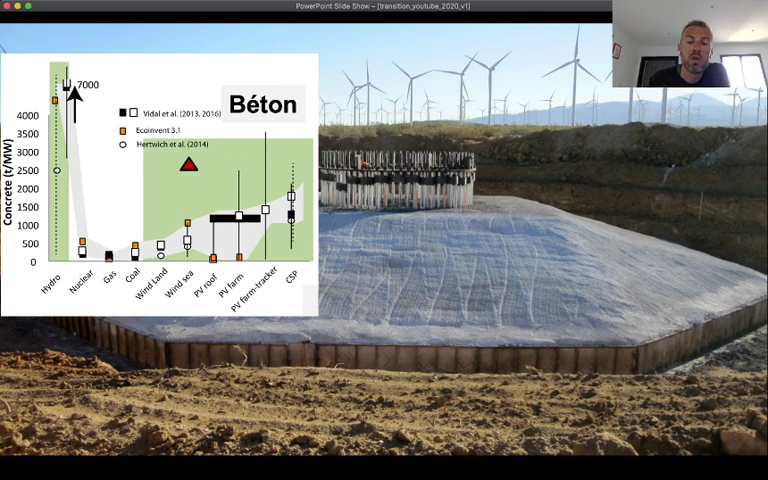 PowerPoint Slide Show – [transition_youtube_2020_v1]
Béton
7000
Vidal et al. (2013, 2016)
Ecoinvent 3.1
Hertwich et al. (2014)
Concrete (t/MW)
4000
3500
3000
2500
2000
1500
1000
500
0
Hydro
Nuclear
Gas
Coal
Wind Land
Wind sea
PV roof
PV farm
PV farm-tracker
CSP